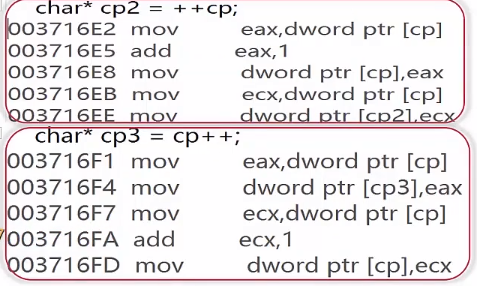 char* cp2 = ++cp;
003716E2 mov eax,dword ptr [cp]
003716E5 add eax,1
003716E8 mov dword ptr [cp],eax
003716EB mov ecx,dword ptr [cp]
003716EE mov dword ptr [cp2],ecx
char* cp3 = cp++;
003716F1 mov eax,dword ptr [cp]
003716F4 mov dword ptr [cp3],eax
003716F7 mov ecx,dword ptr [cp]
003716FA add ecx,1
003716FD mov dword ptr [cp],ecx